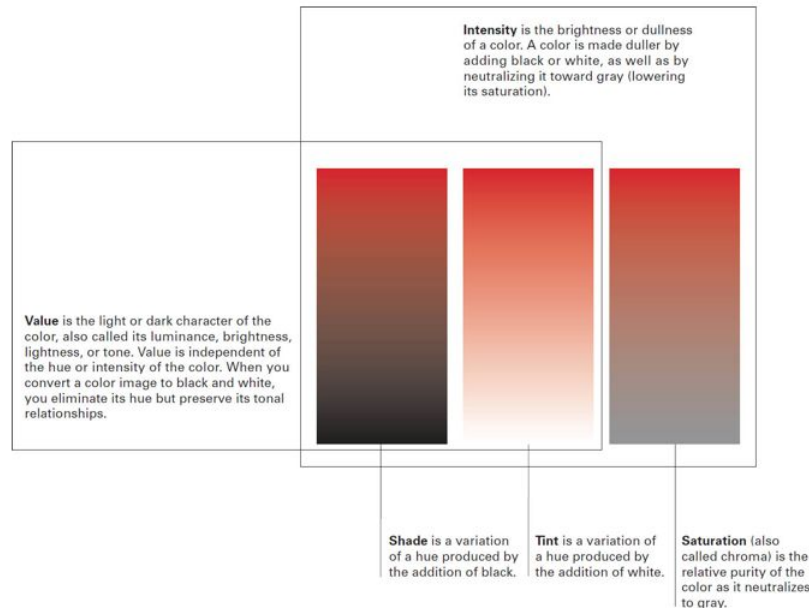 Intensity is the brightness or dullness
of a color. A color is made duller by
adding black or white, as well as by
neutralizing it toward gray (lowering
its saturation).
Value is the light or dark character of the
color, also called its luminance, brightness,
lightness, or tone. Value is independent of
the hue or intensity of the color. When you
convert a color image to black and white,
you eliminate its hue but preserve its tonal
relationships.
Shade is a variation
of a hue produced by
the addition of black.
Tint is a variation of
a hue produced by
the addition of white.
Saturation (also
called chroma) is the
relative purity of the
color as it neutralizes
to gray.